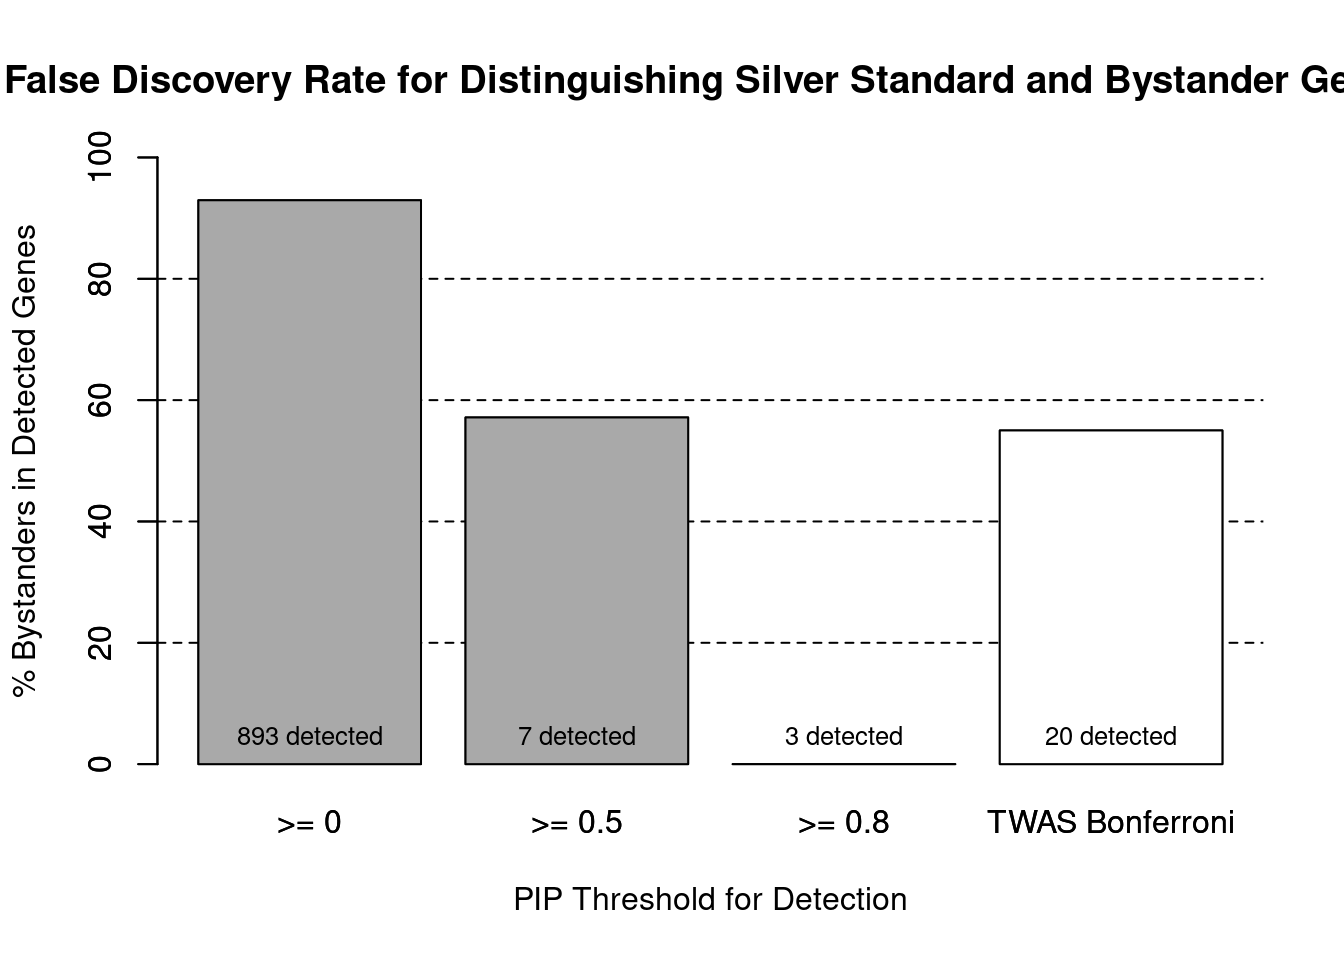 False Discovery Rate for Distinguishing Silver Standard and Bystander Ge
% Bystanders in Detected Genes
100
80
60
40
20
0
893 detected
7 detected
3 detected
20 detected
>= 0
>= 0.5
>= 0.8
TWAS Bonferroni
PIP Threshold for Detection